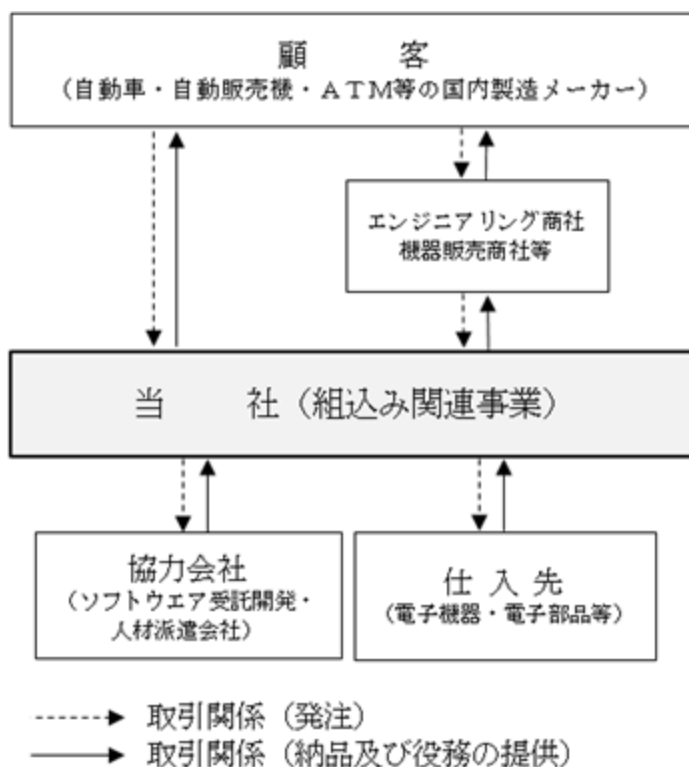 顧　　客
（自動車・自動販売機・ＡＴＭ等の国内製造メーカー）
エンジニアリング商社
機器販売商社等
当　　社（組込み関連事業）
協力会社
（ソフトウエア受託開発・
人材派遣会社）
仕 入 先
（電子機器・電子部品等）
取引関係（発注）
取引関係（納品及び役務の提供）